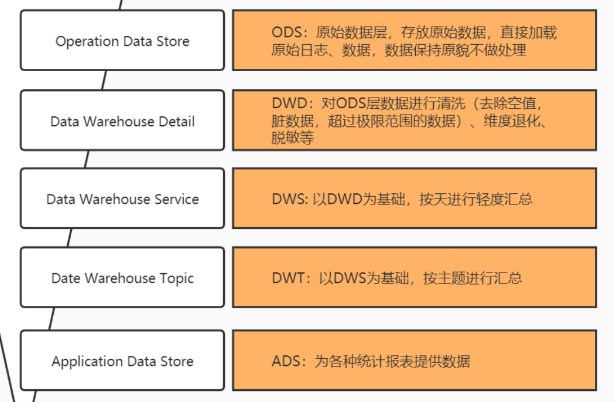 Operation Data Store
ODS：原始数据层，存放原始数据，直接加载
原始日志、数据，数据保持原貌不做处理
Data Warehouse Detail
DWD：对ODS层数据进行清洗（去除空值，
脏数据，超过极限范围的数据）、维度退化、
脱敏等
Data Warehouse Service
DWS: 以DWD为基础，按天进行轻度汇总
Date Warehouse Topic
DWT：以DWS为基础，按主题进行汇总
Application Data Store
ADS：为各种统计报表提供数据